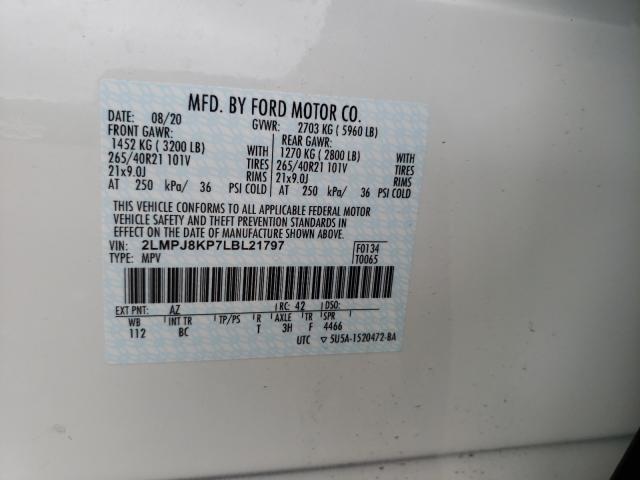 MFD. BY FORD MOTOR CO.
DATE: 08/20 GVWR: 2703 KG ( 5960 LB)
FRONT GAWR: REAR GAWR:
1452 KG ( 3200 LB) WITH 1270 KG ( 2800 LB) WITH
265/40R21 101V TIRES 265/40R21 101V TIRES
21x9.0J RIMS 21x9.0J RIMS
AT 250 kPa/ 36 PSI COLD AT 250 kPa/ 36 PSI COLD
THIS VEHICLE CONFORMS TO ALL APPLICABLE FEDERAL MOTOR
VEHICLE SAFETY AND THEFT PREVENTION STANDARDS IN
EFFECT ON THE DATE OF MANUFACTURE SHOWN ABOVE.
VIN: 2LMPJ8KP7LBL21797 F0134
TYPE: MPV T0065
EXT PNT: AZ RC: 42 DSO:
WB INT TR TP/PS R AXLE TR SPR
112 BC T 3H F 4466
UTC ▽ 5U5A-1520472-BA